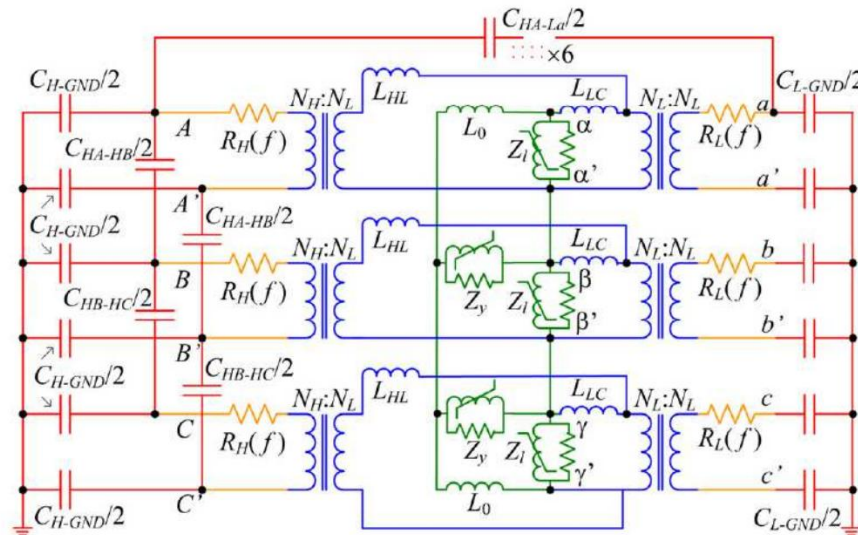 C_{HA-La}/2
×6
C_{H-GND}/2
C_{L-GND}/2
L_{HL}
L_{LC}
N_H:N_L
N_L:N_L
A
R_H(f)
L_0
α
Z_l
α'
R_L(f)
a
C_{HA-HB}/2
A'
a'
C_{H-GND}/2
C_{HA-HB}/2
N_H:N_L
L_{HL}
L_{LC}
N_L:N_L
B
R_H(f)
Z_y
Z_l
β
β'
R_L(f)
b
C_{HB-HC}/2
B'
b'
C_{H-GND}/2
C_{HB-HC}/2
N_H:N_L
L_{HL}
L_{LC}
N_L:N_L
C
R_H(f)
Z_y
Z_l
γ
γ'
R_L(f)
c
C'
L_0
c'
C_{H-GND}/2
C_{L-GND}/2